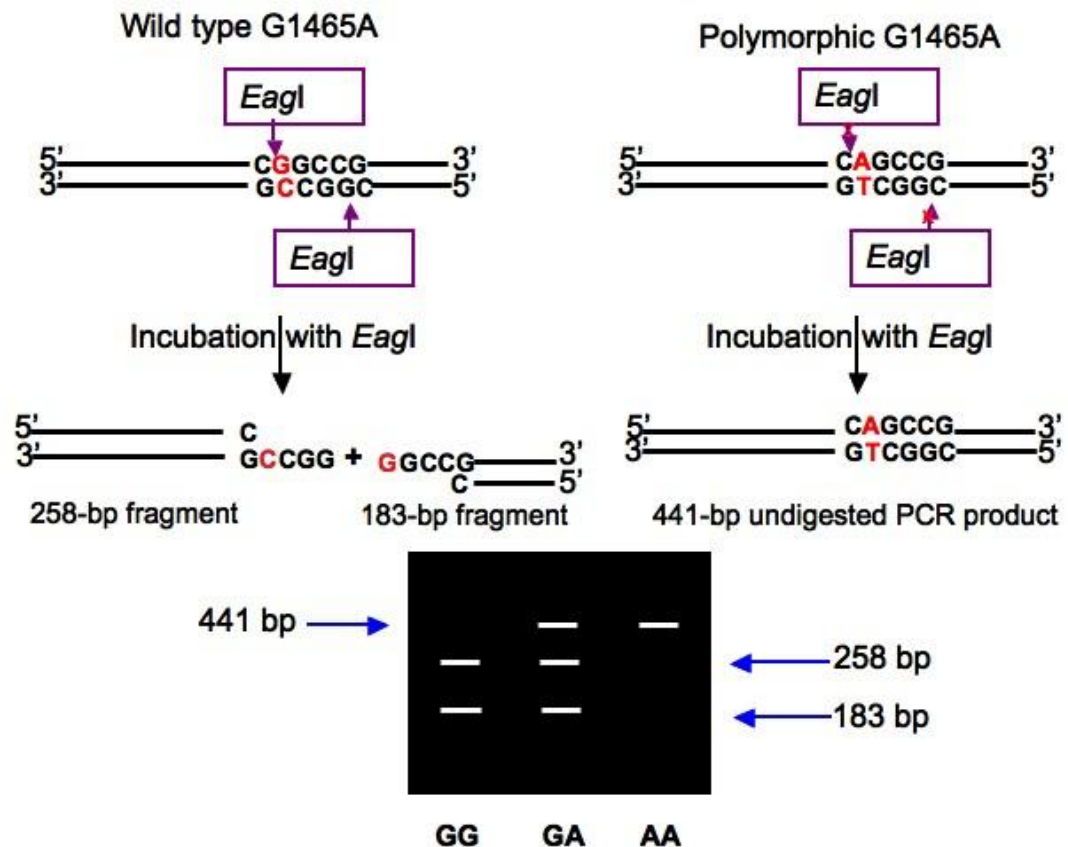 Wild type G1465A
Polymorphic G1465A
EagI
EagI
5’ CGGCCG 3’
3’ GCCGGC 5’
5’ CAGCCG 3’
3’ GTCGGC 5’
x
x
EagI
EagI
Incubation with EagI
Incubation with EagI
5’ C
3’ GCCGG + GGCCG 3’
C 5’
5’ CAGCCG 3’
3’ GTCGGC 5’
258-bp fragment
183-bp fragment
441-bp undigested PCR product
441 bp
258 bp
183 bp
GG GA AA